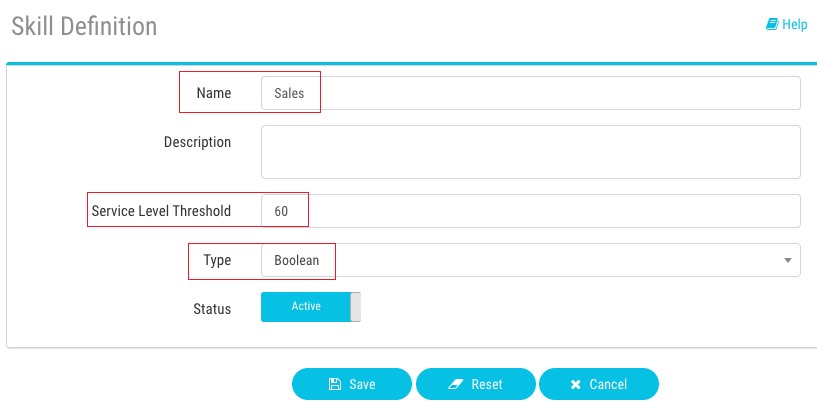 Skill Definition
Help
Name Sales
Description
Service Level Threshold 60
Type Boolean
Status Active
Save Reset Cancel